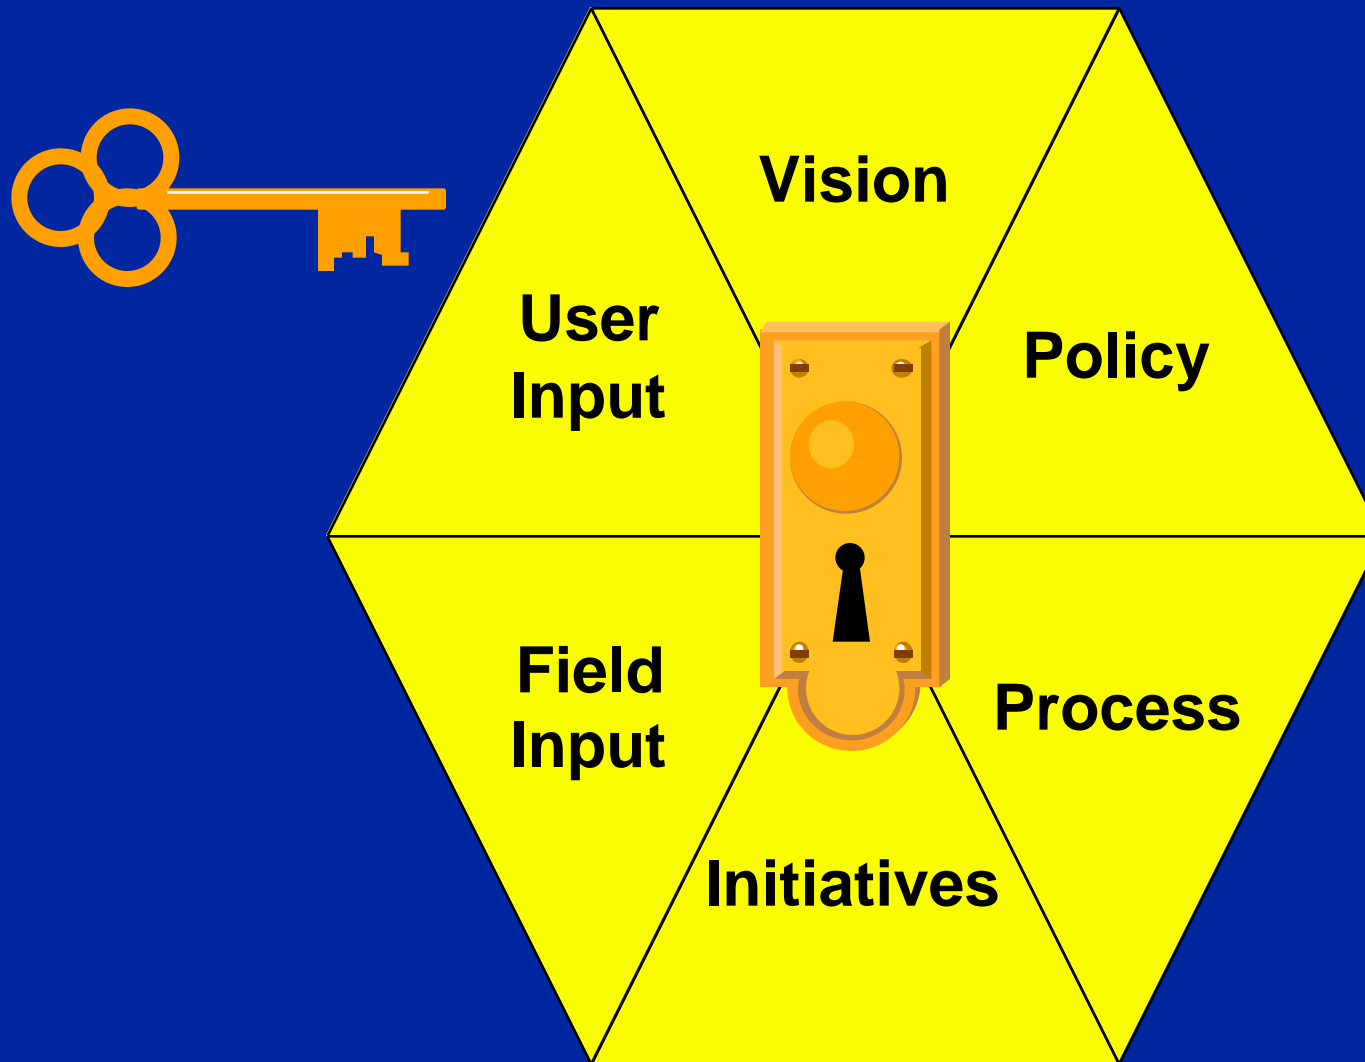 Vision
User
Input
Policy
Field
Input
Process
Initiatives